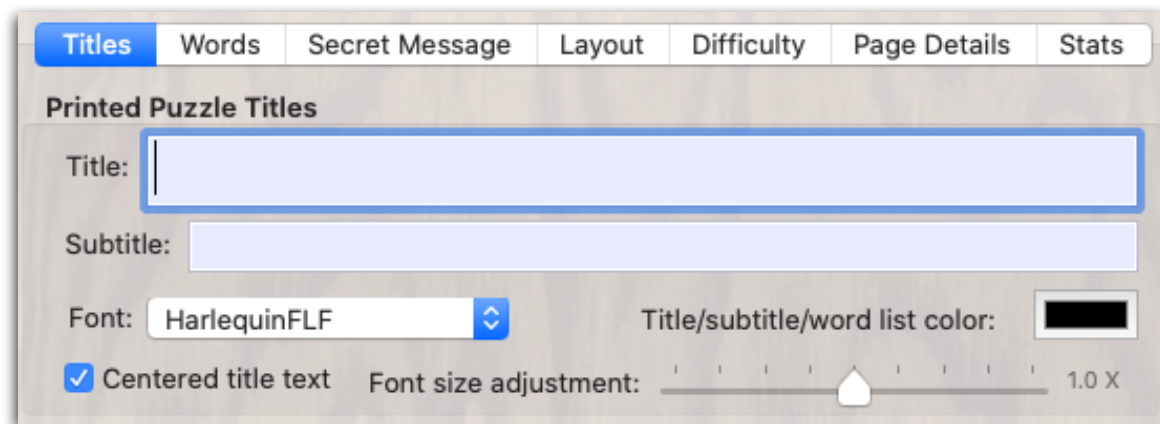 Titles Words Secret Message Layout Difficulty Page Details Stats
Printed Puzzle Titles
Title:
Subtitle:
Font: HarlequinFLF Title/subtitle/word list color:
Centered title text Font size adjustment: 1.0 X